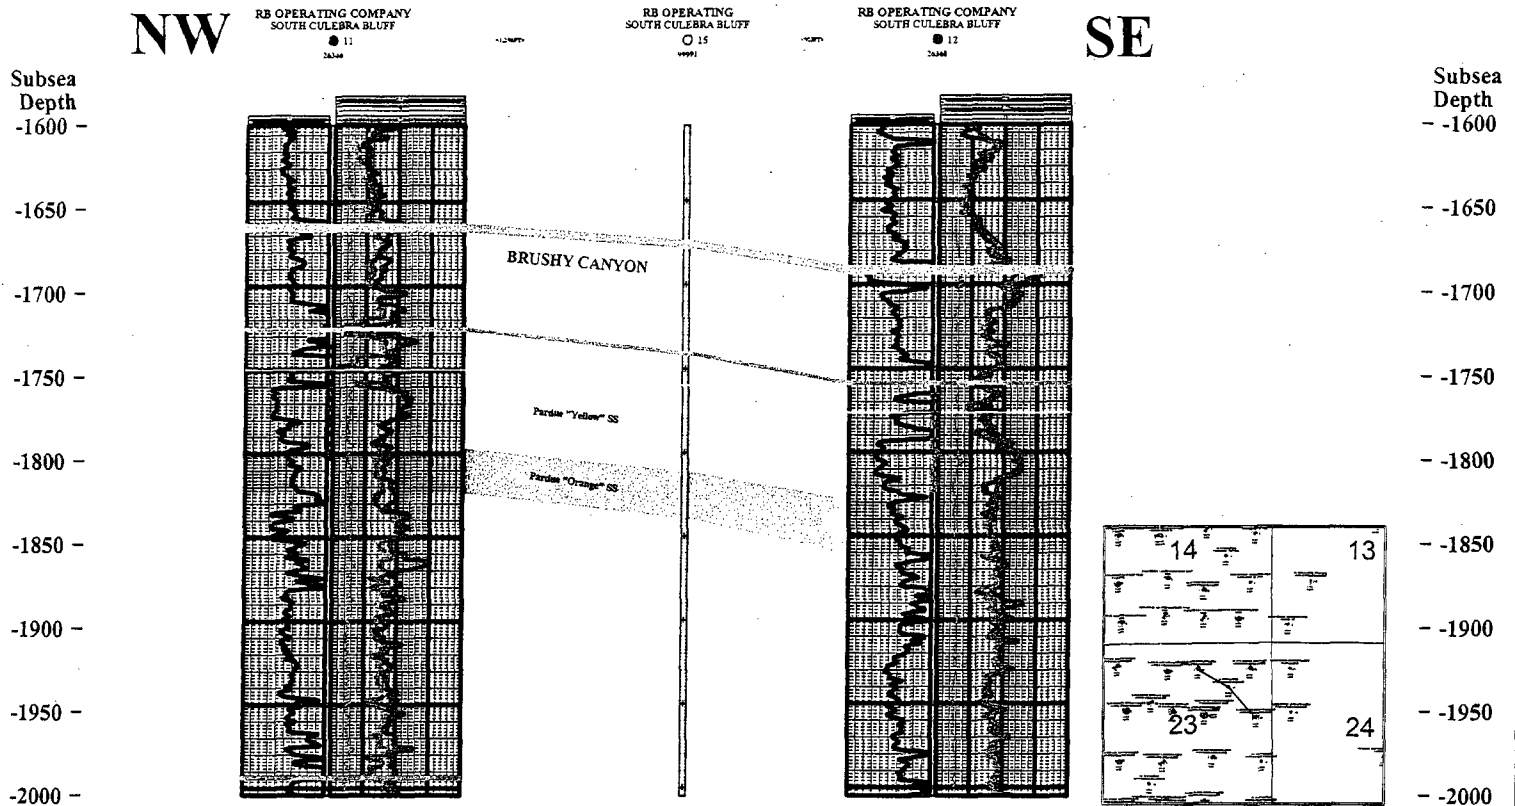 NW
RB OPERATING COMPANY
SOUTH CULEBRA BLUFF
11
RB OPERATING
SOUTH CULEBRA BLUFF
15
99991
RB OPERATING COMPANY
SOUTH CULEBRA BLUFF
12
SE
Subsea
Depth
-1600
-1650
-1700
-1750
-1800
-1850
-1900
-1950
-2000
BRUSHY CANYON
Pardue "Yellow" SS
Pardue "Orange" SS
Subsea
Depth
-1600
-1650
-1700
-1750
-1800
-1850
-1900
-1950
-2000
14
13
23
24